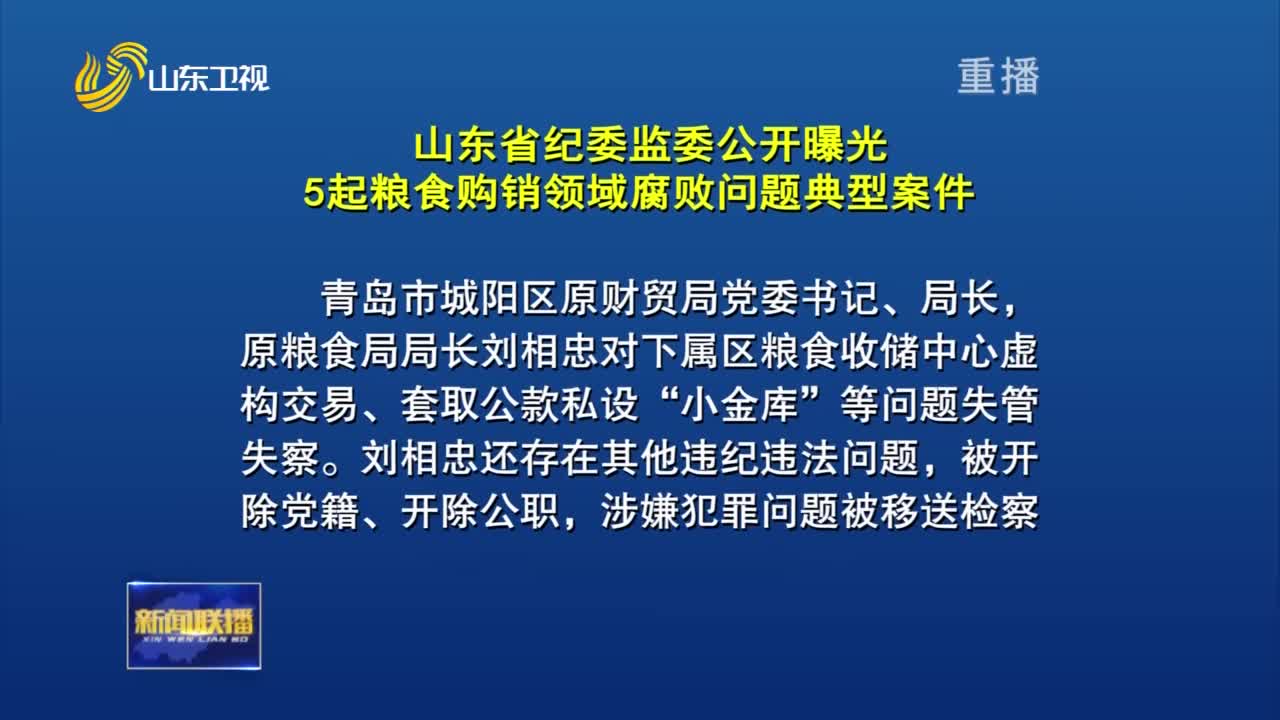 山东卫视
重播
山东省纪委监委公开曝光
5起粮食购销领域腐败问题典型案件
青岛市城阳区原财贸局党委书记、局长，
原粮食局局长刘相忠对下属区粮食收储中心虚
构交易、套取公款私设“小金库”等问题失管
失察。刘相忠还存在其他违纪违法问题，被开
除党籍、开除公职，涉嫌犯罪问题被移送检察
新闻联播
XIN WEN LIAN BO